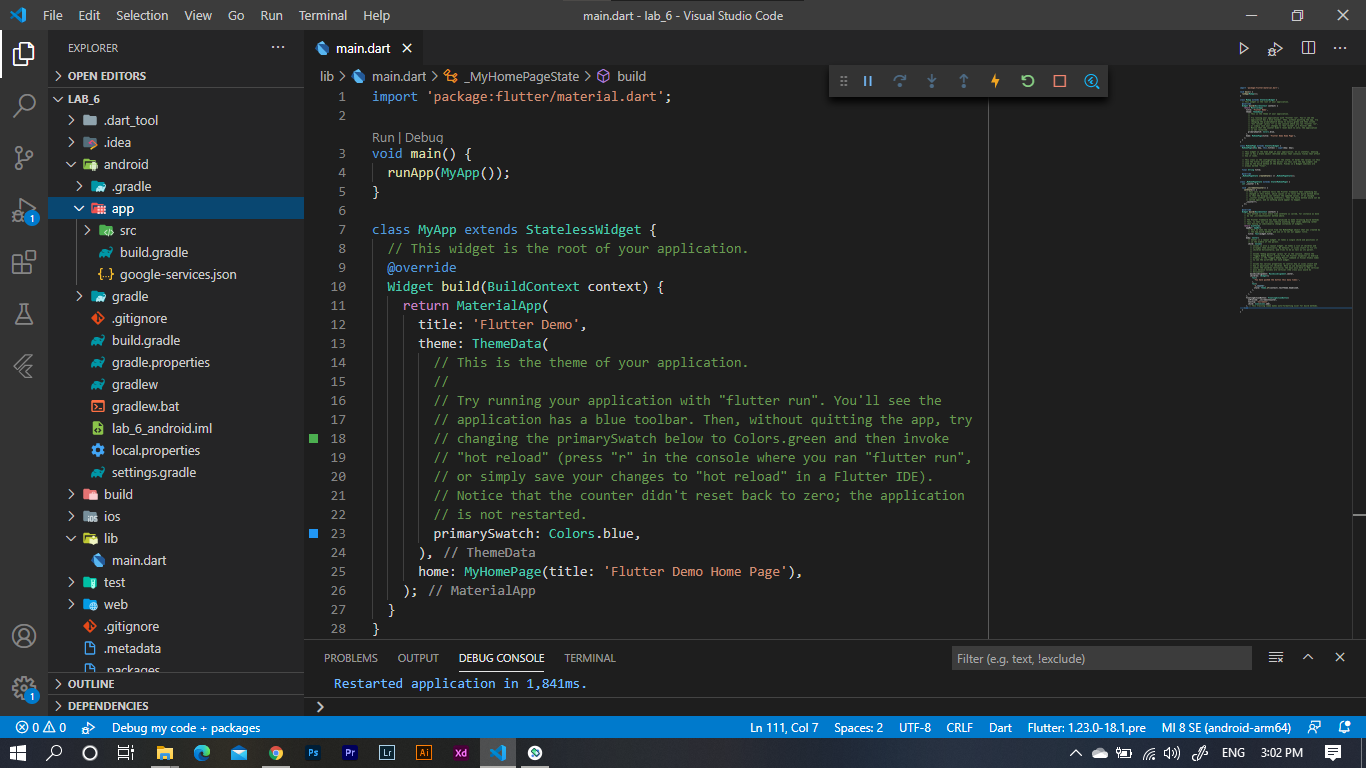 File Edit Selection View Go Run Terminal Help
main.dart - lab_6 - Visual Studio Code
EXPLORER
OPEN EDITORS
LAB_6
.dart_tool
.idea
android
.gradle
app
src
build.gradle
{..} google-services.json
gradle
.gitignore
build.gradle
gradle.properties
gradlew
gradlew.bat
lab_6_android.iml
local.properties
settings.gradle
build
ios
lib
main.dart
test
web
.gitignore
.metadata
.packages
OUTLINE
DEPENDENCIES
1
1
main.dart
lib > main.dart > _MyHomePageState > build
1 import 'package:flutter/material.dart';
2
Run | Debug
3 void main() {
4 runApp(MyApp());
5 }
6
7 class MyApp extends StatelessWidget {
8 // This widget is the root of your application.
9 @override
10 Widget build(BuildContext context) {
11 return MaterialApp(
12 title: 'Flutter Demo',
13 theme: ThemeData(
14 // This is the theme of your application.
15 //
16 // Try running your application with "flutter run". You'll see the
17 // application has a blue toolbar. Then, without quitting the app, try
18 // changing the primarySwatch below to Colors.green and then invoke
19 // "hot reload" (press "r" in the console where you ran "flutter run",
20 // or simply save your changes to "hot reload" in a Flutter IDE).
21 // Notice that the counter didn't reset back to zero; the application
22 // is not restarted.
23 primarySwatch: Colors.blue,
24 ), // ThemeData
25 home: MyHomePage(title: 'Flutter Demo Home Page'),
26 ); // MaterialApp
27 }
28 }
PROBLEMS OUTPUT DEBUG CONSOLE TERMINAL
Filter (e.g. text, !exclude)
Restarted application in 1,841ms.
0 0 Debug my code + packages
Ln 111, Col 7 Spaces: 2 UTF-8 CRLF Dart Flutter: 1.23.0-18.1.pre MI 8 SE (android-arm64)
Ps Pr Lr Ai Xd
ENG 3:02 PM